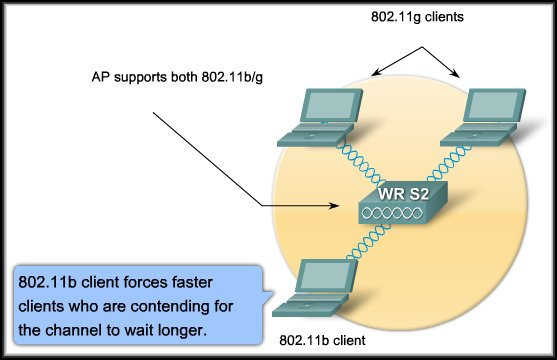 802.11g clients
AP supports both 802.11b/g
WR S2
802.11b client forces faster
clients who are contending for
the channel to wait longer.
802.11b client